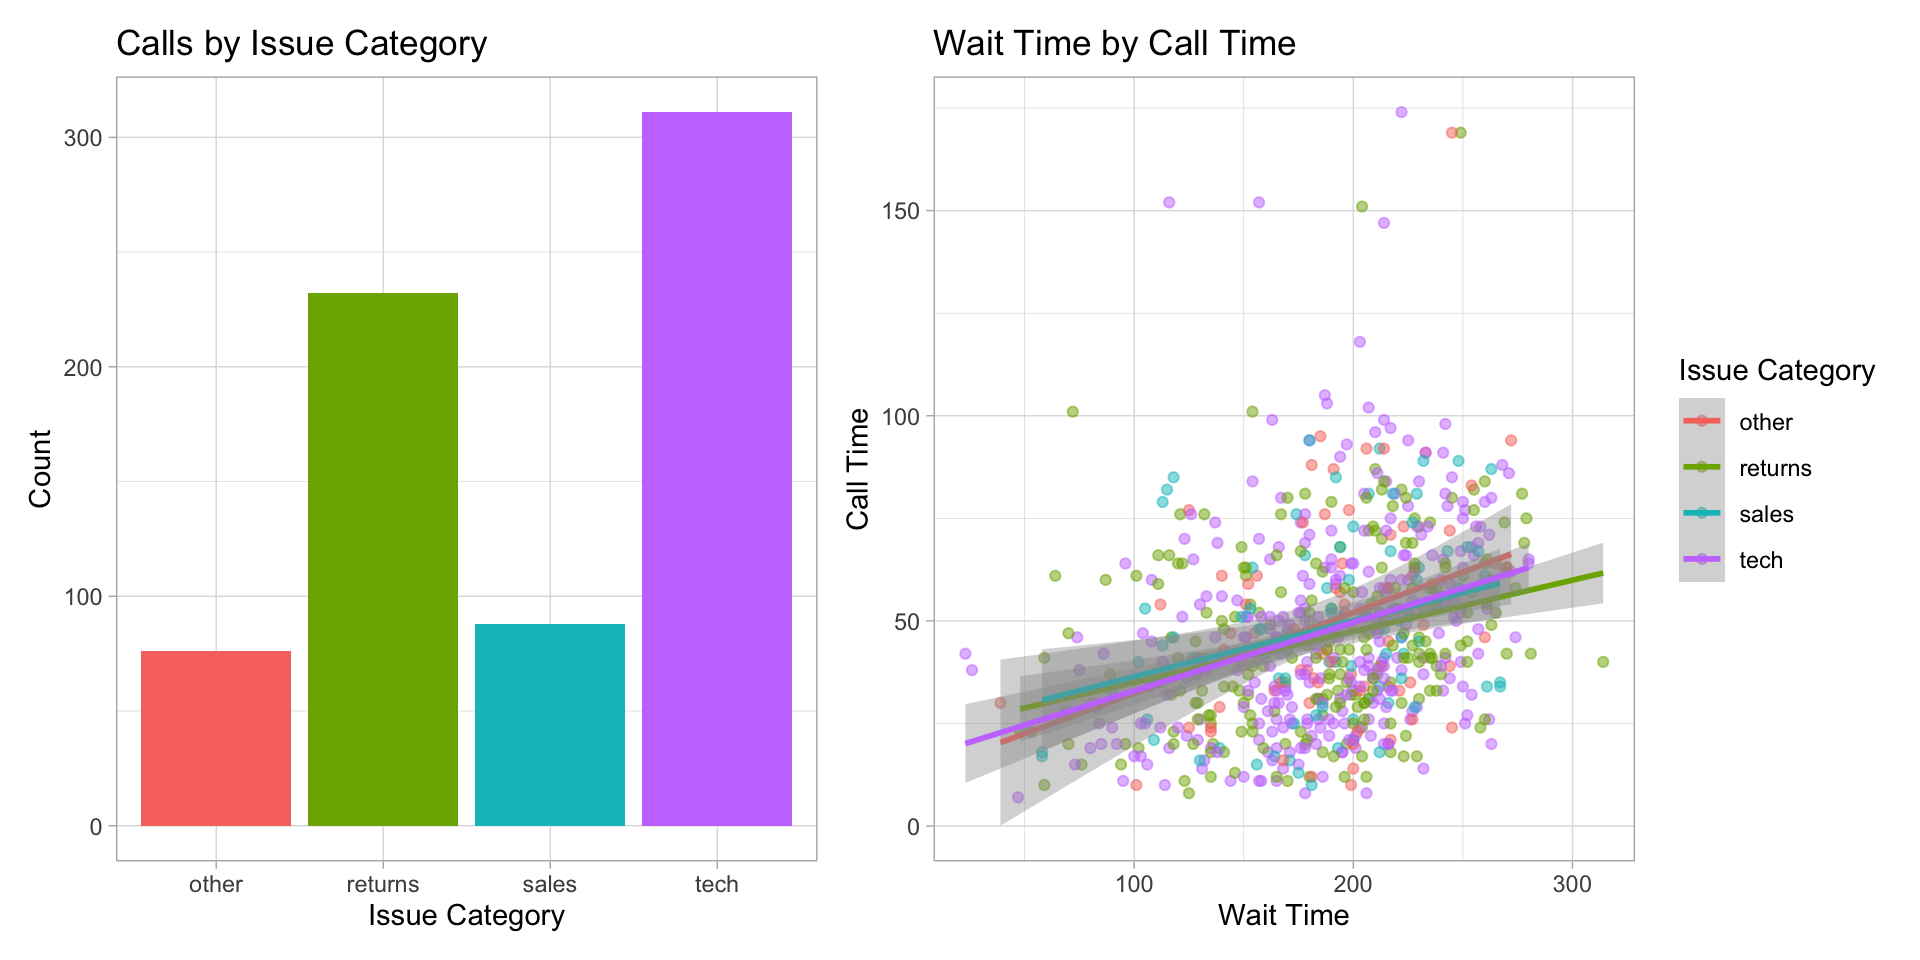 Calls by Issue Category
300
200
100
0
Count
other returns sales tech
Issue Category
Wait Time by Call Time
150
100
50
0
Call Time
100 200 300
Wait Time
Issue Category
other
returns
sales
tech